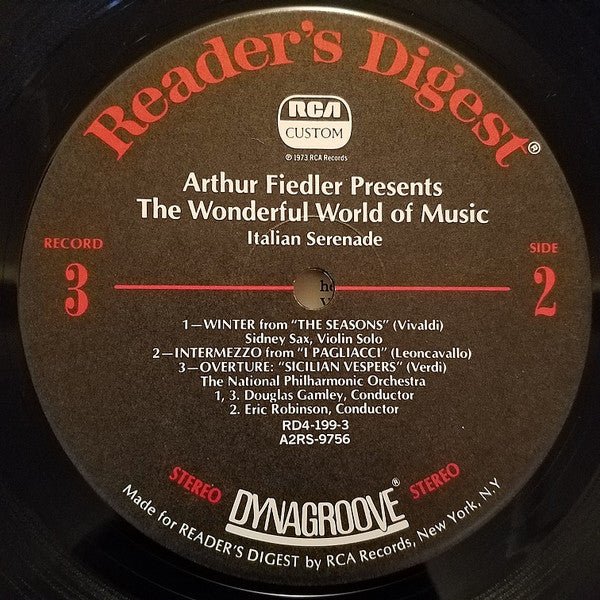 Reader's Digest®
RCA
CUSTOM
℗ 1973 RCA Records
Arthur Fiedler Presents
The Wonderful World of Music
Italian Serenade
RECORD
3
SIDE
2
1—WINTER from "THE SEASONS" (Vivaldi)
Sidney Sax, Violin Solo
2—INTERMEZZO from "I PAGLIACCI" (Leoncavallo)
3—OVERTURE: "SICILIAN VESPERS" (Verdi)
The National Philharmonic Orchestra
1, 3. Douglas Gamley, Conductor
2. Eric Robinson, Conductor
RD4-199-3
A2RS-9756
STEREO
DYNAGROOVE®
STEREO
Made for READER'S DIGEST by RCA Records, New York, N.Y